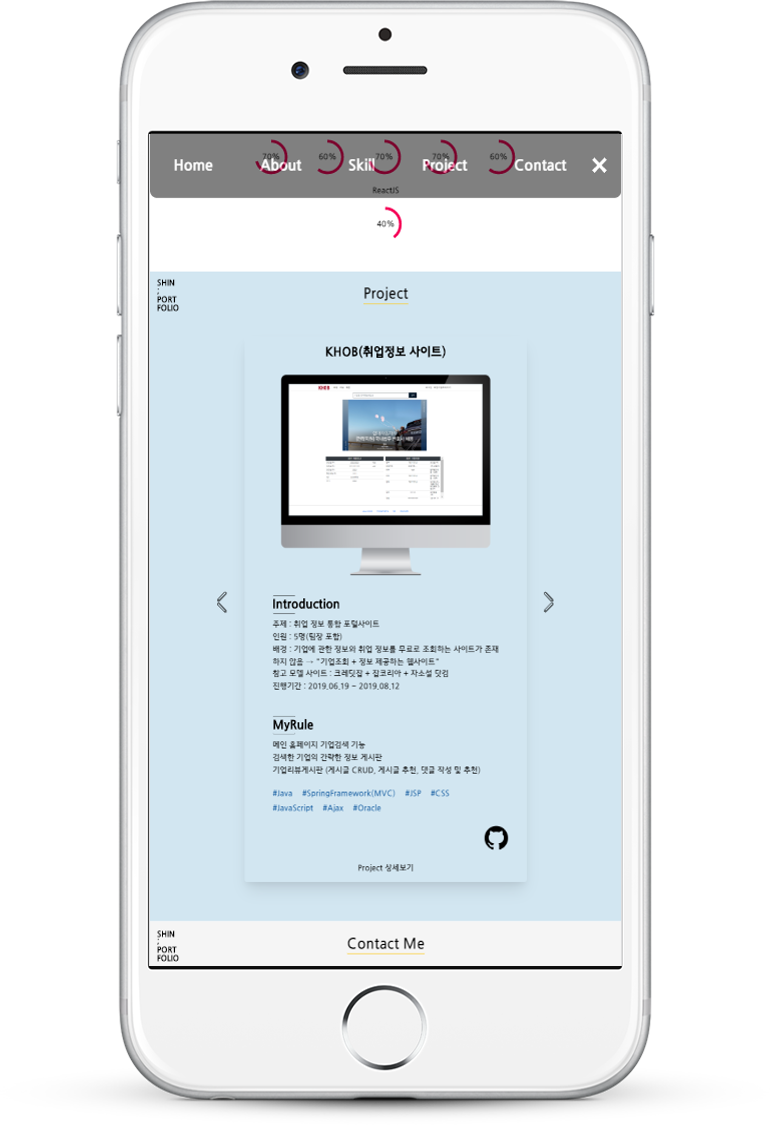 Home About Skill Project Contact ✕
70% 60% 70% 70% 60%
ReactJS
40%
SHIN
:
PORT
FOLIO
Project
KHOB(취업정보 사이트)
KHOB
Introduction
주제 : 취업 정보 통합 포털사이트
인원 : 5명(팀장 포함)
배경 : 기업에 관한 정보와 취업 정보를 무료로 조회하는 사이트가 존재
하지 않음 → "기업조회 + 정보 제공하는 웹사이트"
참고 모델 사이트 : 크레딧잡 + 잡코리아 + 자소설 닷컴
진행기간 : 2019.06.19 ~ 2019.08.12
MyRule
메인 홈페이지 기업검색 기능
검색한 기업의 간략한 정보 게시판
기업리뷰게시판 (게시글 CRUD, 게시글 추천, 댓글 작성 및 추천)
#Java #SpringFramework(MVC) #JSP #CSS
#JavaScript #Ajax #Oracle
Project 상세보기
SHIN
:
PORT
FOLIO
Contact Me